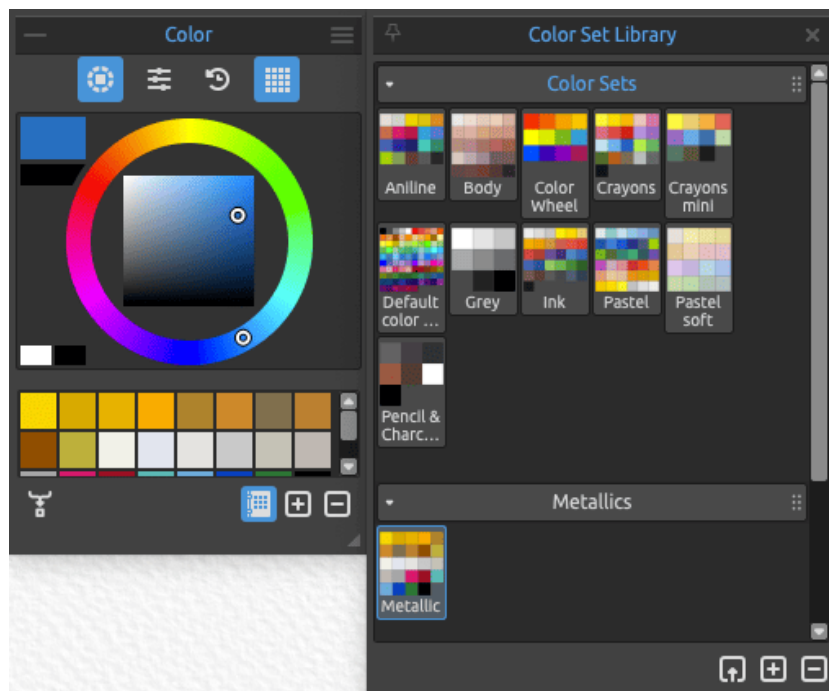 Color
Color Set Library
Color Sets
Aniline
Body
Color
Wheel
Crayons
Crayons
mini
Default
color ...
Grey
Ink
Pastel
Pastel
soft
Pencil &
Charc...
Metallics
Metallic